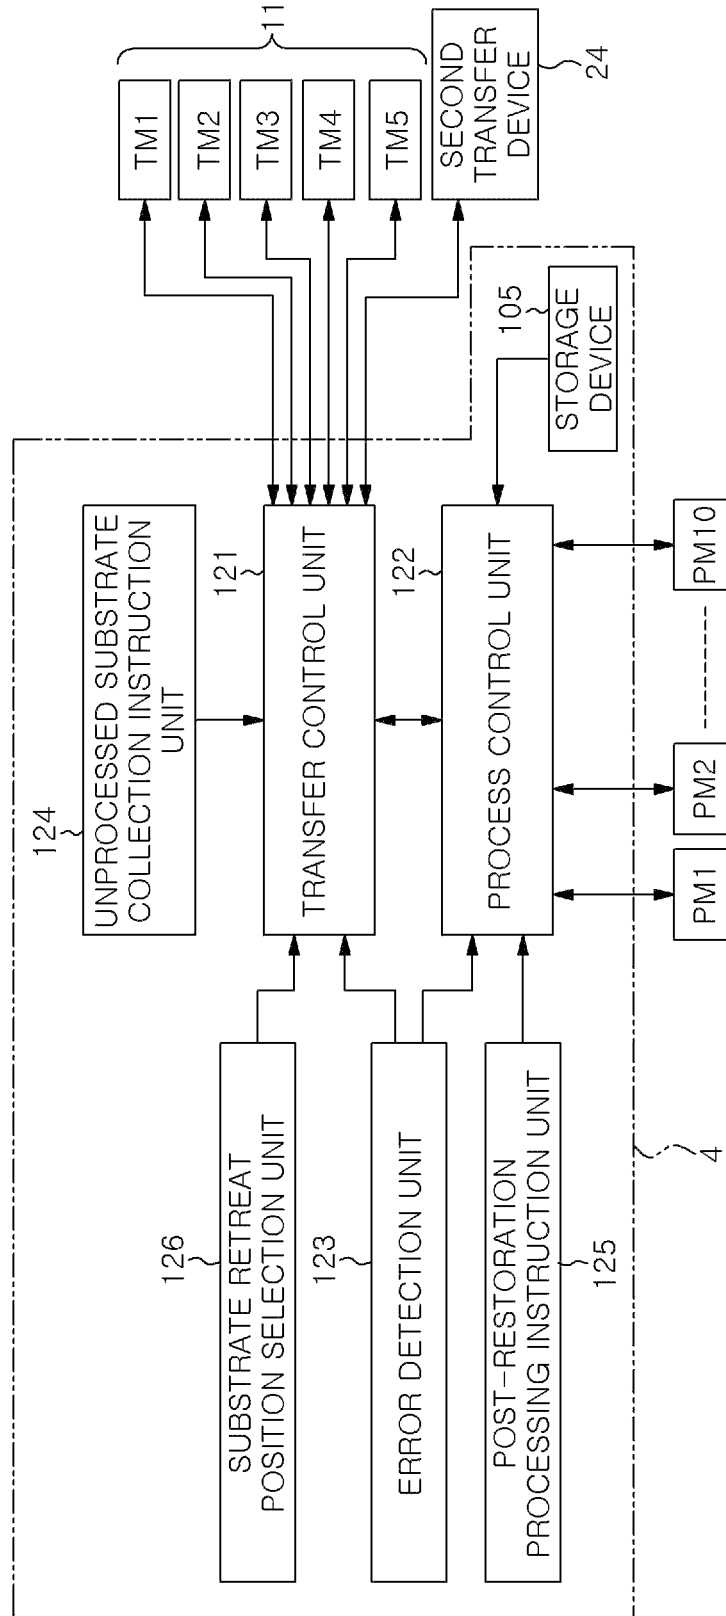 124
UNPROCESSED SUBSTRATE
COLLECTION INSTRUCTION
UNIT
126
SUBSTRATE RETREAT
POSITION SELECTION UNIT
121
TRANSFER CONTROL UNIT
TM1
TM2
TM3
TM4
TM5
11
SECOND
TRANSFER
DEVICE
24
123
ERROR DETECTION UNIT
122
PROCESS CONTROL UNIT
105
STORAGE
DEVICE
POST-RESTORATION
PROCESSING INSTRUCTION UNIT
125
4
PM1
PM2
PM10